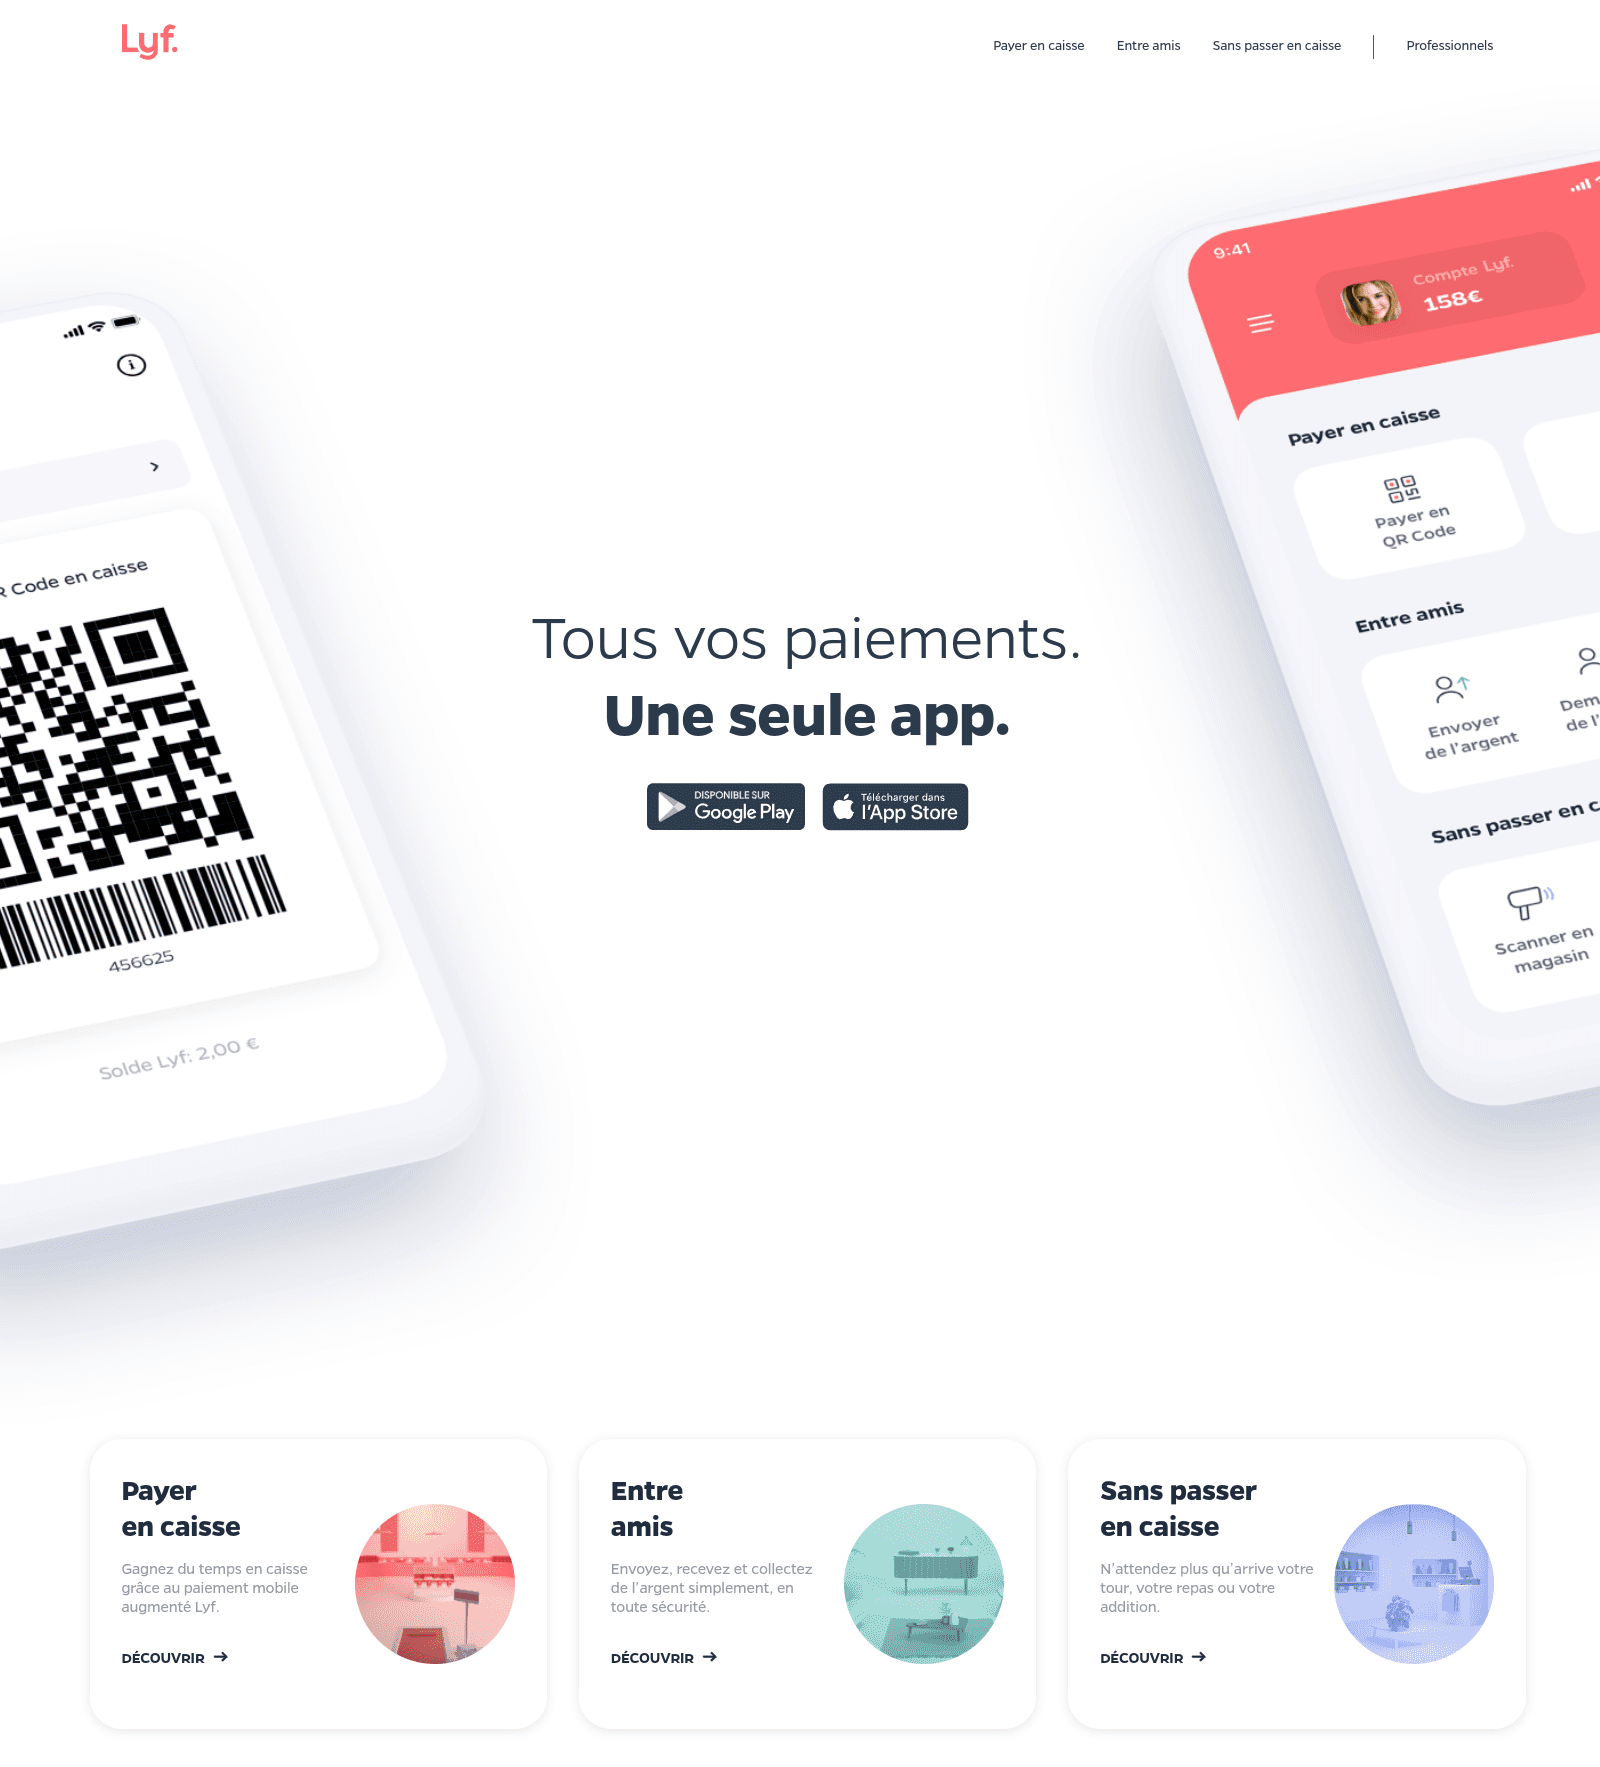 Lyf.
Payer en caisse
Entre amis
Sans passer en caisse
Professionnels
9:41
Compte Lyf.
158€
Payer en caisse
Payer en
QR Code
Entre amis
Envoyer
de l'argent
de l'
Sans passer en
Scanner en
magasin
Code en caisse
456625
Solde Lyf: 2,00 €
Tous vos paiements.
Une seule app.
DISPONIBLE SUR
Google Play
Télécharger dans
l'App Store
Payer
en caisse
Gagnez du temps en caisse
grâce au paiement mobile
augmenté Lyf.
DÉCOUVRIR
Entre
amis
Envoyez, recevez et collectez
de l'argent simplement, en
toute sécurité.
DÉCOUVRIR
Sans passer
en caisse
N'attendez plus qu'arrive votre
tour, votre repas ou votre
addition.
DÉCOUVRIR